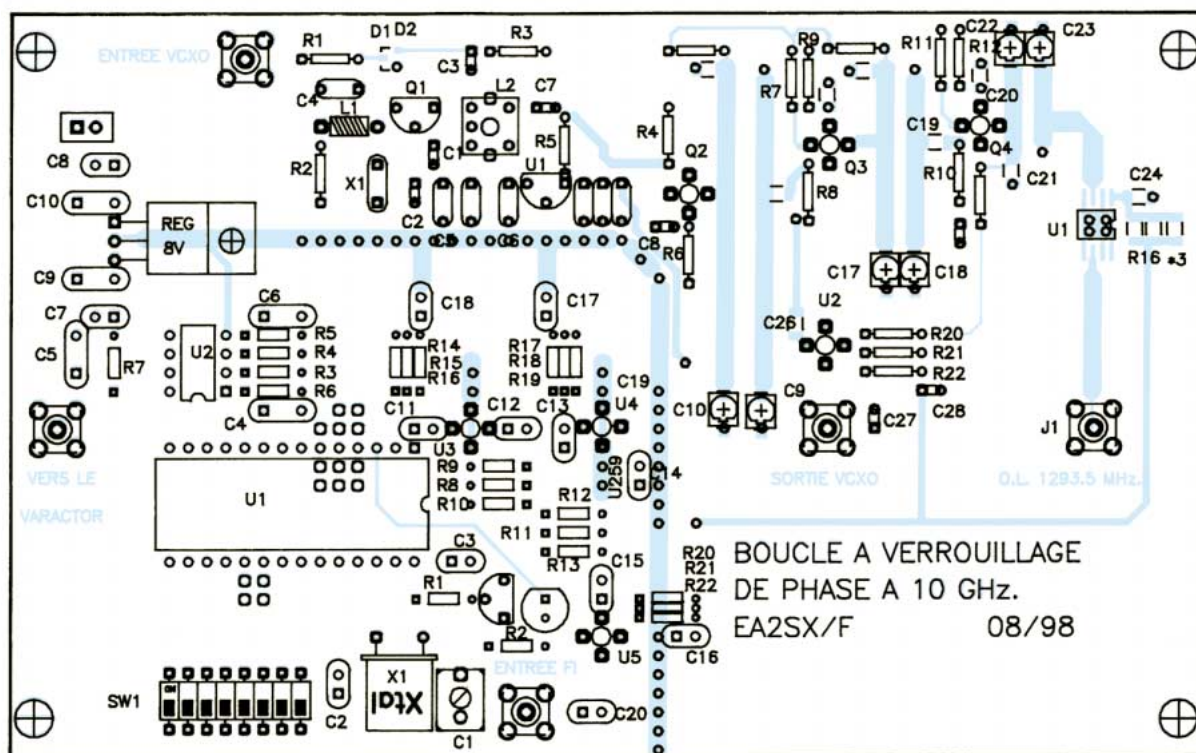 ENTREE VCXO
R1
D1
D2
C3
R3
R9
R11
C22
R12
C23
C4
L1
Q1
L2
C7
R5
R4
R7
C20
C19
Q4
C8
R2
X1
C1
U1
Q2
Q3
R8
R10
C21
C24
C10
REG
8V
C2
C5
C6
C8
R6
U1
R16 *3
C9
C18
C17
C17
C18
U2
C7
C6
C5
R7
U2
R5
R4
R3
R6
R14
R15
R16
R17
R18
R19
C26
R20
R21
R22
C4
C11
C12
C13
C19
U4
C10
C9
C27
C28
J1
U3
VERS LE
VARACTOR
U1
R9
R8
R10
U259
C14
SORTIE VCXO
O.L. 1293.5 MHz.
R12
R11
R13
C3
C15
R20
R21
R22
BOUCLE A VERROUILLAGE
DE PHASE A 10 GHz.
EA2SX/F 08/98
R1
R2
U5
C16
ENTREE FI
SW1
ON
C2
X1
Xtal
C1
C20